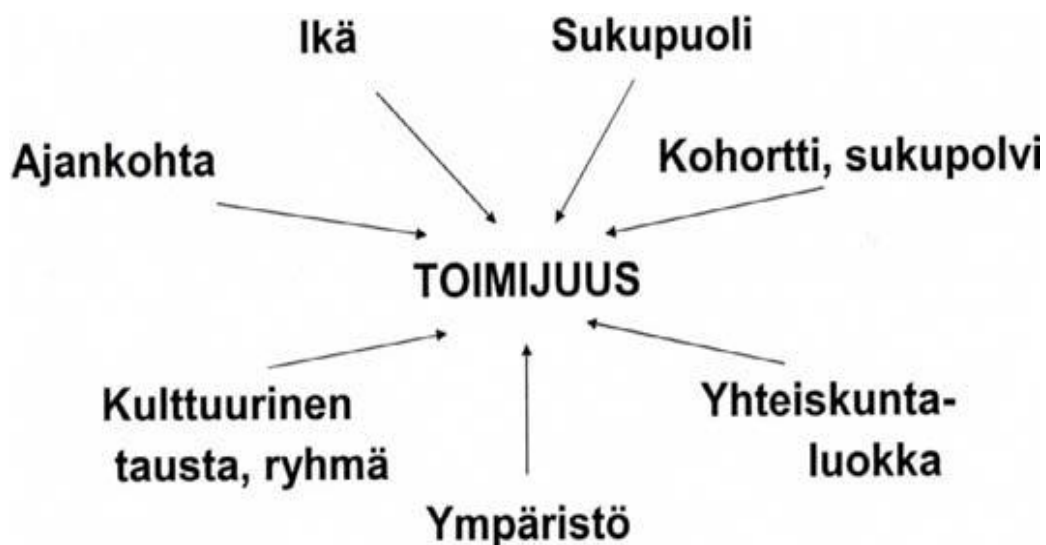 Ikä
Sukupuoli
Ajankohta
Kohortti, sukupolvi
TOIMIJUUS
Kulttuurinen
tausta, ryhmä
Yhteiskunta-
luokka
Ympäristö